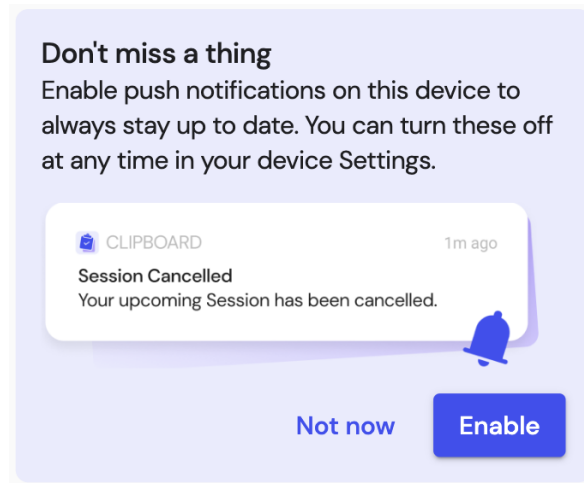 Don't miss a thing
Enable push notifications on this device to
always stay up to date. You can turn these off
at any time in your device Settings.
CLIPBOARD 1m ago
Session Cancelled
Your upcoming Session has been cancelled.
Not now Enable